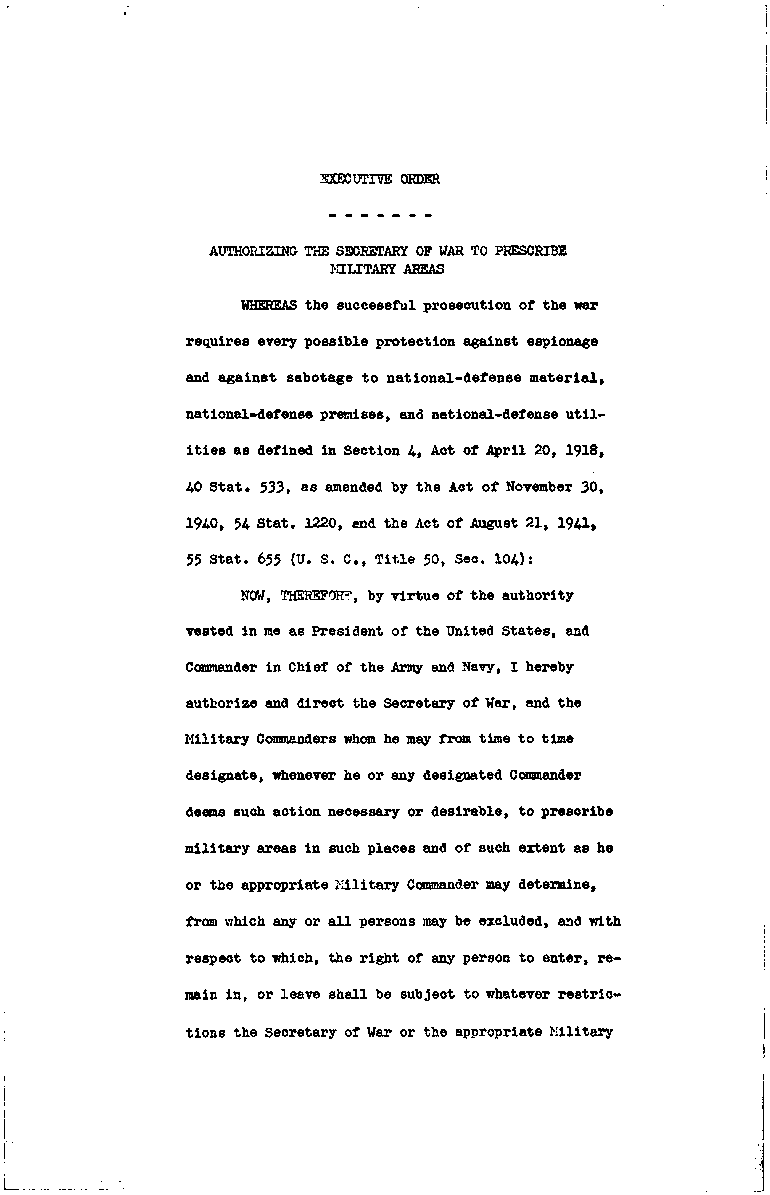 EXECUTIVE ORDER
- - - - - - -
AUTHORIZING THE SECRETARY OF WAR TO PRESCRIBE
MILITARY AREAS
WHEREAS the successful prosecution of the war
requires every possible protection against espionage
and against sabotage to national-defense material,
national-defense premises, and national-defense util-
ities as defined in Section 4, Act of April 20, 1918,
40 Stat. 533, as amended by the Act of November 30,
1940, 54 Stat. 1220, and the Act of August 21, 1941,
55 Stat. 655 (U. S. C., Title 50, Sec. 104):
NOW, THEREFORE, by virtue of the authority
vested in me as President of the United States, and
Commander in Chief of the Army and Navy, I hereby
authorize and direct the Secretary of War, and the
Military Commanders whom he may from time to time
designate, whenever he or any designated Commander
deems such action necessary or desirable, to prescribe
military areas in such places and of such extent as he
or the appropriate Military Commander may determine,
from which any or all persons may be excluded, and with
respect to which, the right of any person to enter, re-
main in, or leave shall be subject to whatever restric-
tions the Secretary of War or the appropriate Military